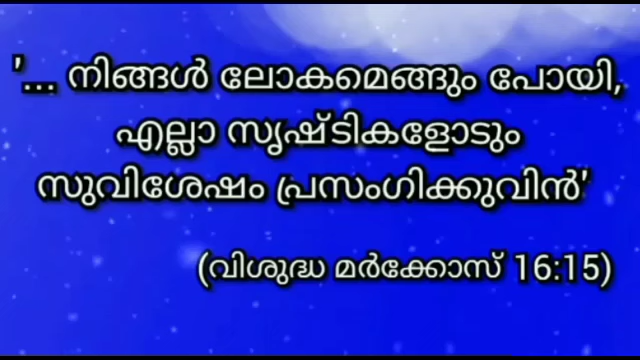 '... നിങ്ങൾ ലോകമെങ്ങും പോയി,
എല്ലാ സൃഷ്ടികളോടും
സുവിശേഷം പ്രസംഗിക്കുവിൻ'
(വിശുദ്ധ മർക്കോസ് 16:15)